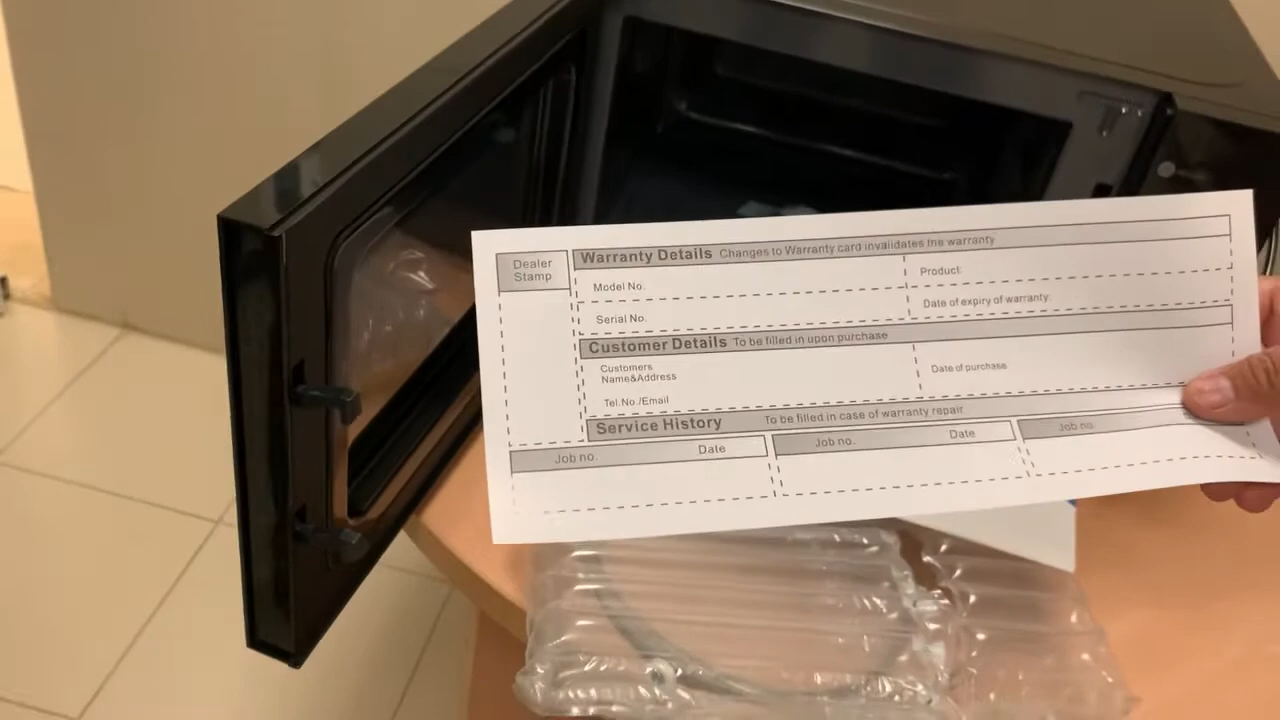 Dealer
Stamp
Warranty Details Changes to Warranty card invalidates the warranty
Model No.
Product:
Serial No.
Date of expiry of warranty:
Customer Details To be filled in upon purchase
Customers
Name&Address
Date of purchase
Tel.No./Email
Service History To be filled in case of warranty repair
Job no. Date Job no. Date Job no.